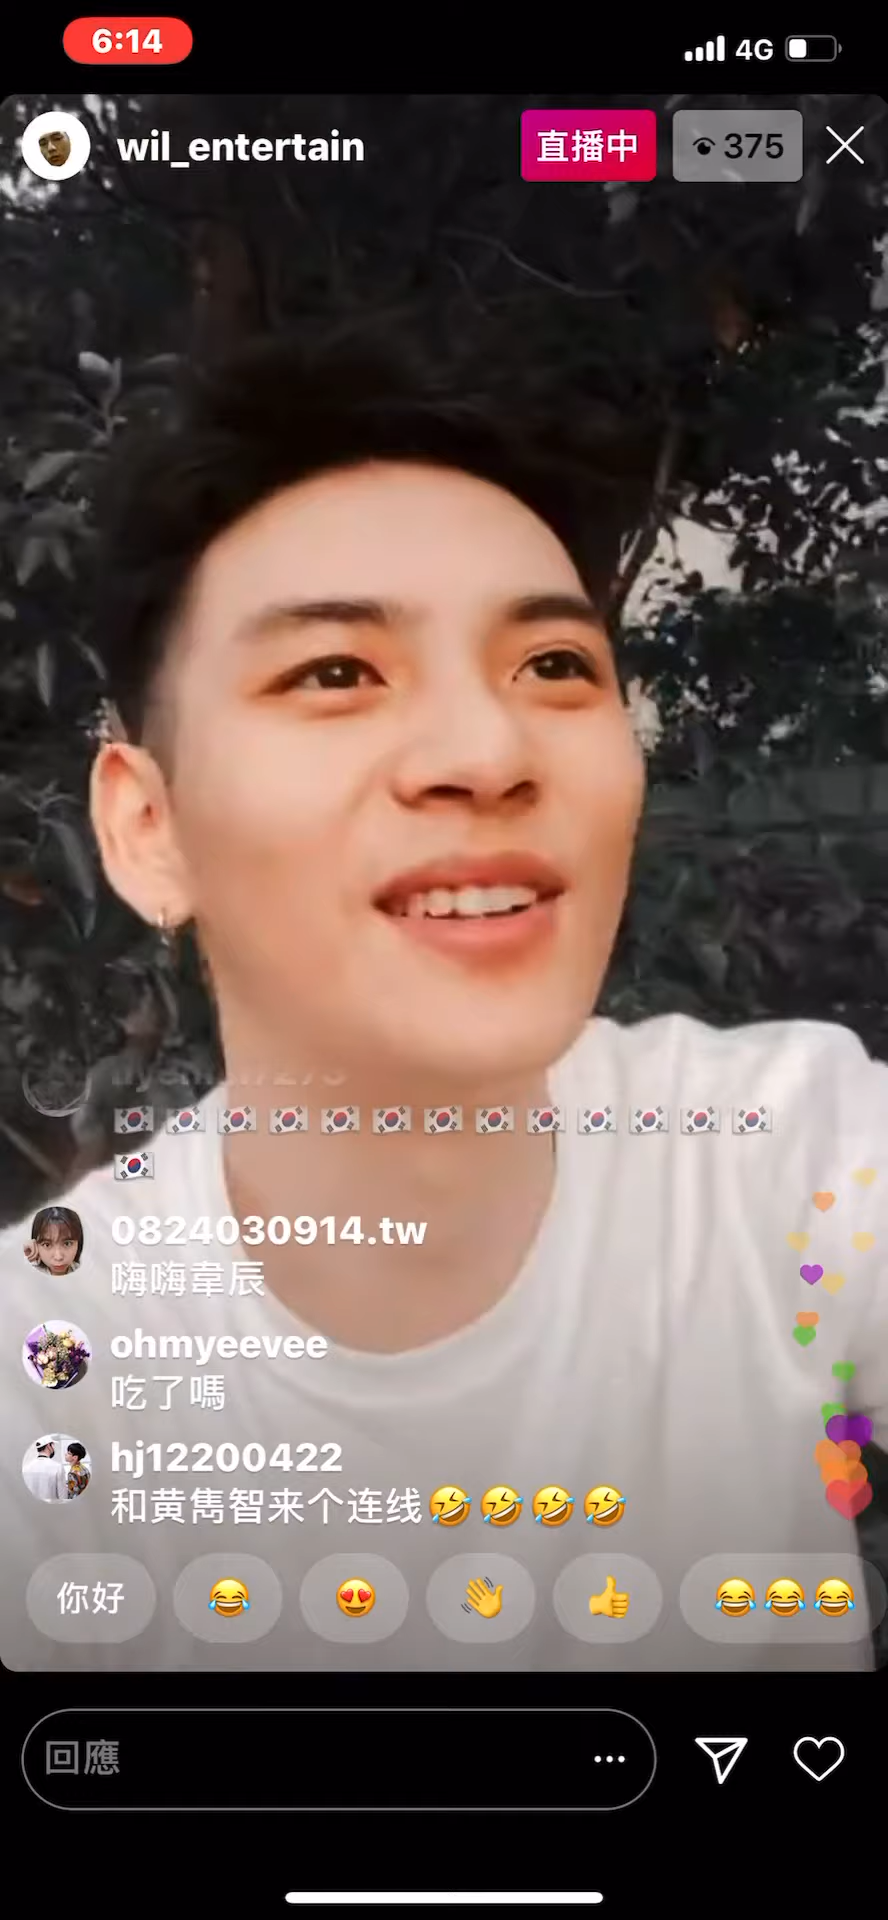 6:14
4G
wil_entertain
直播中
375
0824030914.tw
嗨嗨韋辰
ohmyeevee
吃了嗎
hj12200422
和黄雋智来个连线🤣🤣🤣🤣
你好
回應